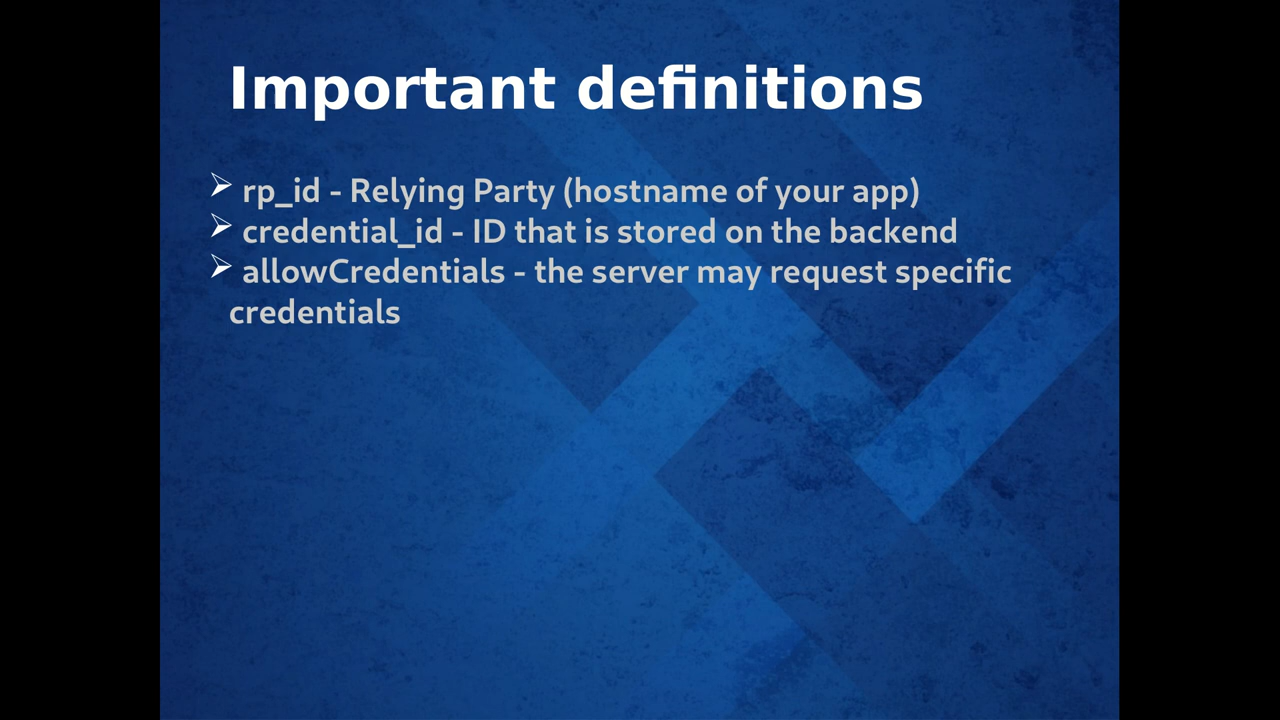 Important definitions
rp_id - Relying Party (hostname of your app)
credential_id - ID that is stored on the backend
allowCredentials - the server may request specific
credentials